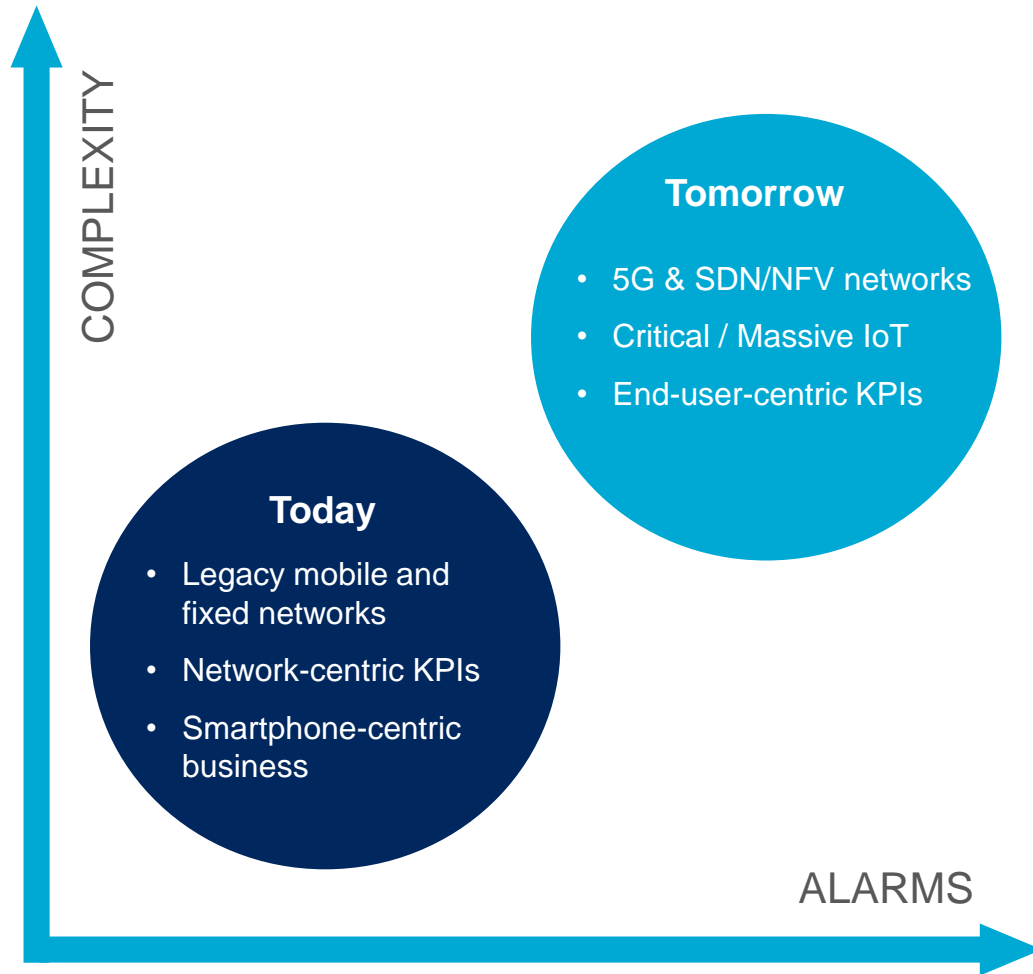 COMPLEXITY
Tomorrow
• 5G & SDN/NFV networks
• Critical / Massive IoT
• End-user-centric KPIs
Today
• Legacy mobile and
fixed networks
• Network-centric KPIs
• Smartphone-centric
business
ALARMS